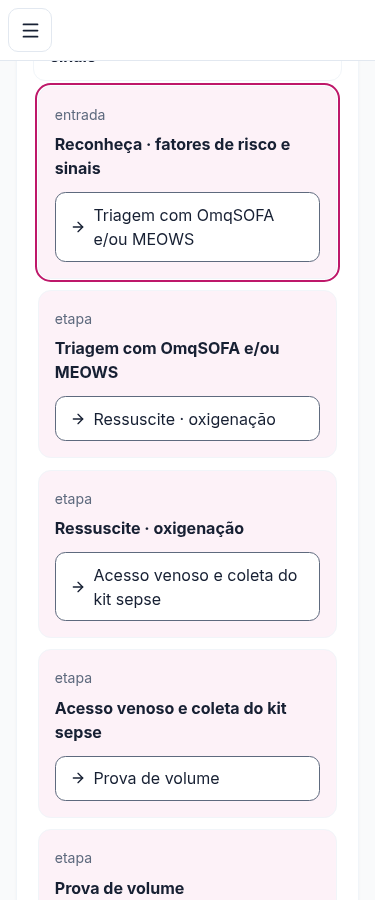 sinais
entrada
Reconheça · fatores de risco e
sinais
→ Triagem com OmqSOFA
e/ou MEOWS
etapa
Triagem com OmqSOFA e/ou
MEOWS
→ Ressuscite · oxigenação
etapa
Ressuscite · oxigenação
→ Acesso venoso e coleta do
kit sepse
etapa
Acesso venoso e coleta do kit
sepse
→ Prova de volume
etapa
Prova de volume